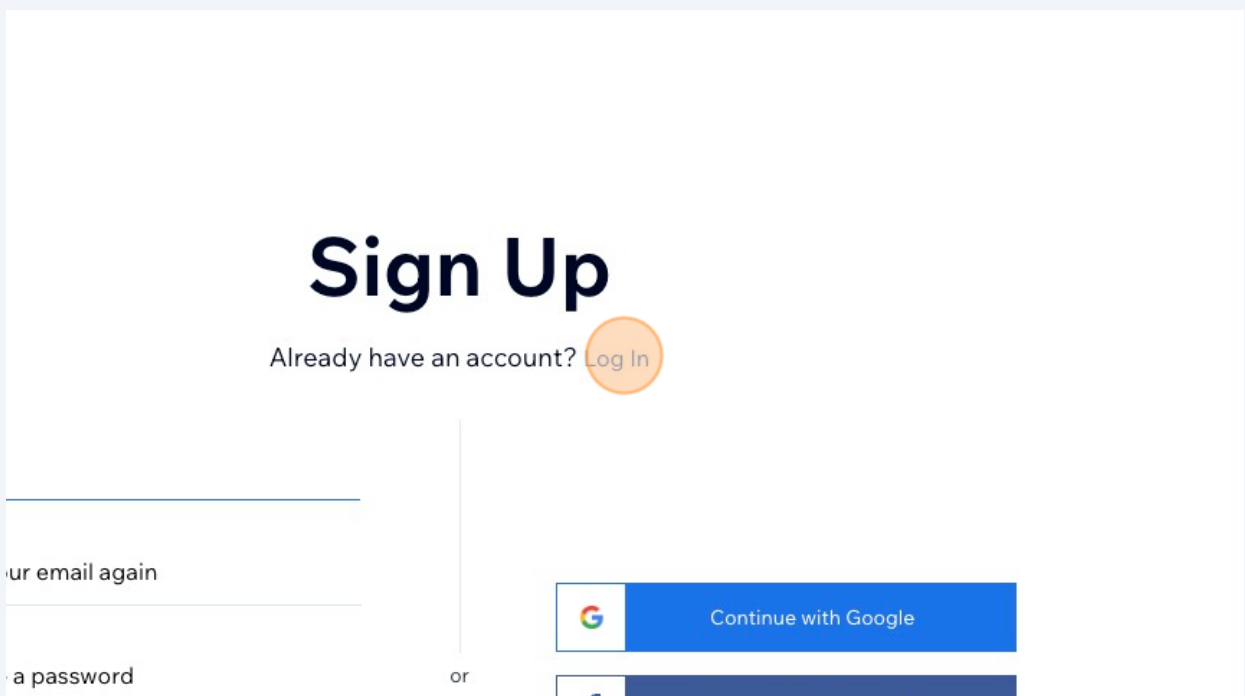 Sign Up
Already have an account? Log In
ur email again
Continue with Google
a password
or